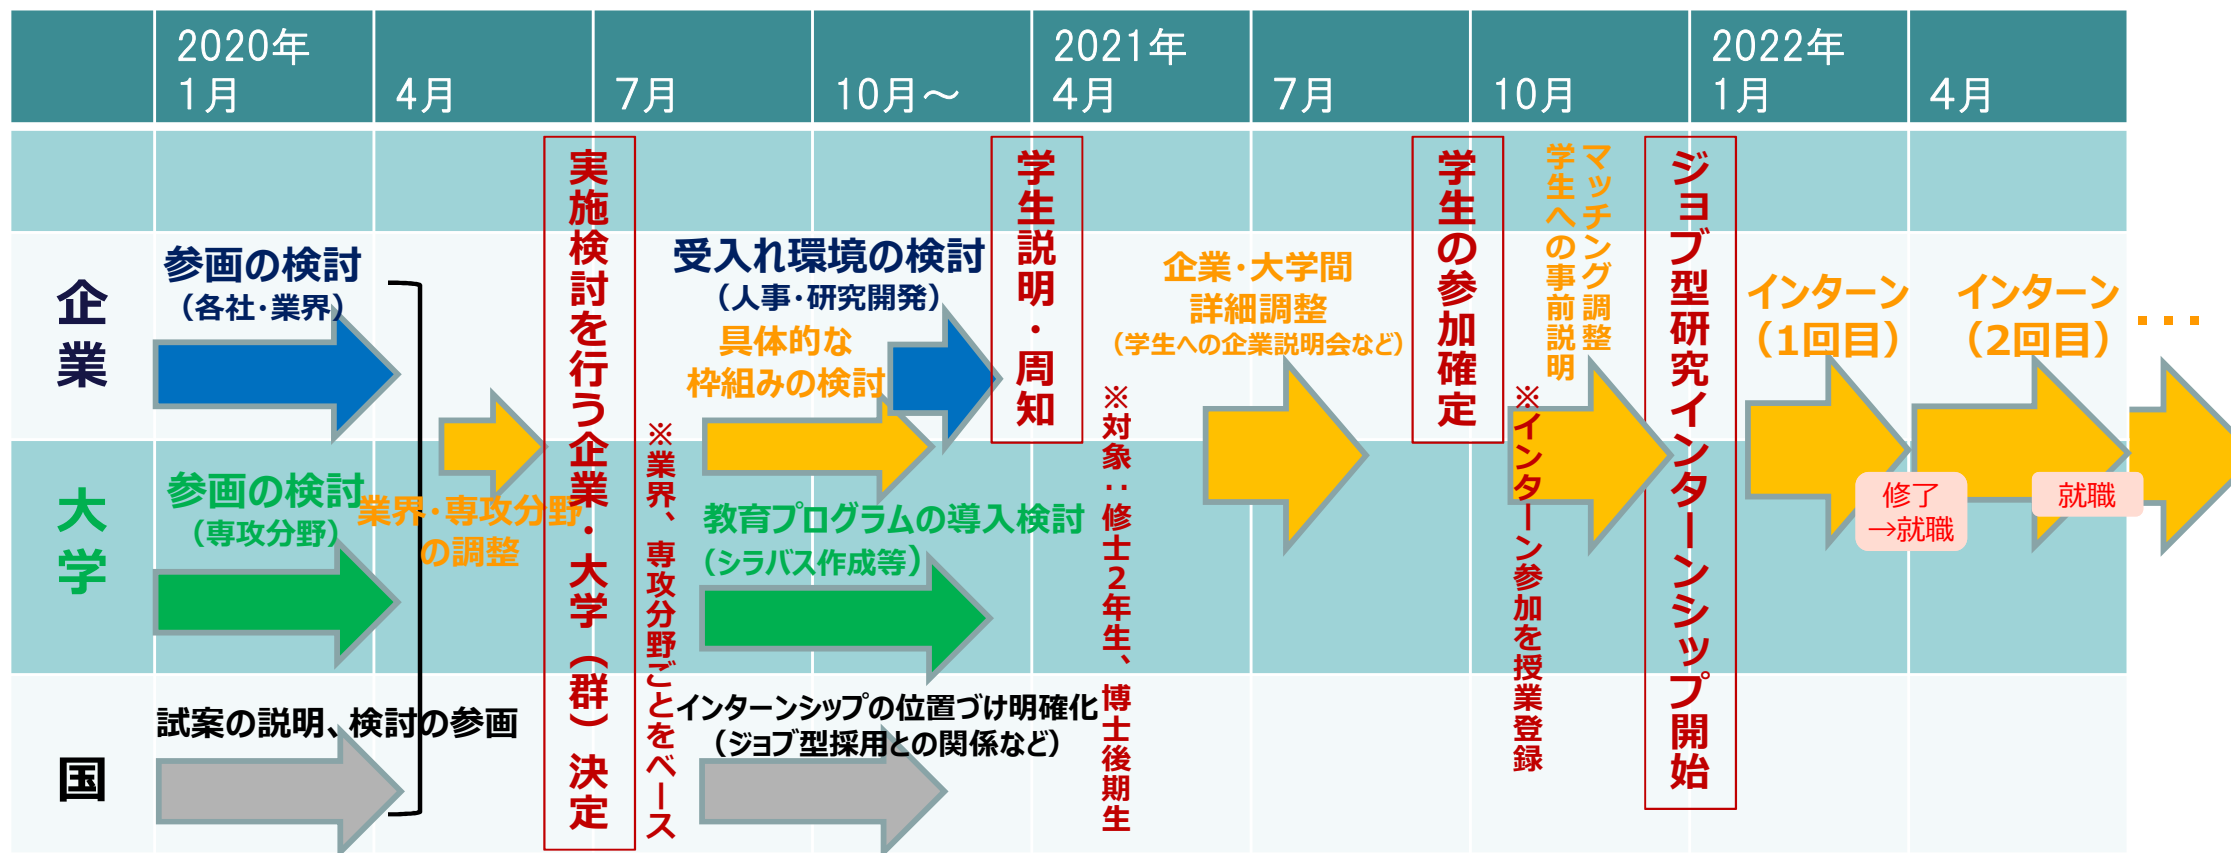 2020年
1月
4月
7月
10月～
2021年
4月
7月
10月
2022年
1月
4月
実施検討を行う企業・大学（群）決定
学生説明・周知
学生の参加確定
マッチング調整
学生への事前説明
ジョブ型研究インターンシップ開始
企業
参画の検討
（各社・業界）
受入れ環境の検討
（人事・研究開発）
具体的な
枠組みの検討
企業・大学間
詳細調整
（学生への企業説明会など）
インターン
（1回目）
インターン
（2回目）
・・・
※業界、専攻分野ごとをベース
※対象：修士２年生、博士後期生
※インターン参加を授業登録
大学
参画の検討
（専攻分野）
業界・専攻分野
の調整
教育プログラムの導入検討
（シラバス作成等）
修了
→就職
就職
国
試案の説明、検討の参画
インターンシップの位置づけ明確化
（ジョブ型採用との関係など）